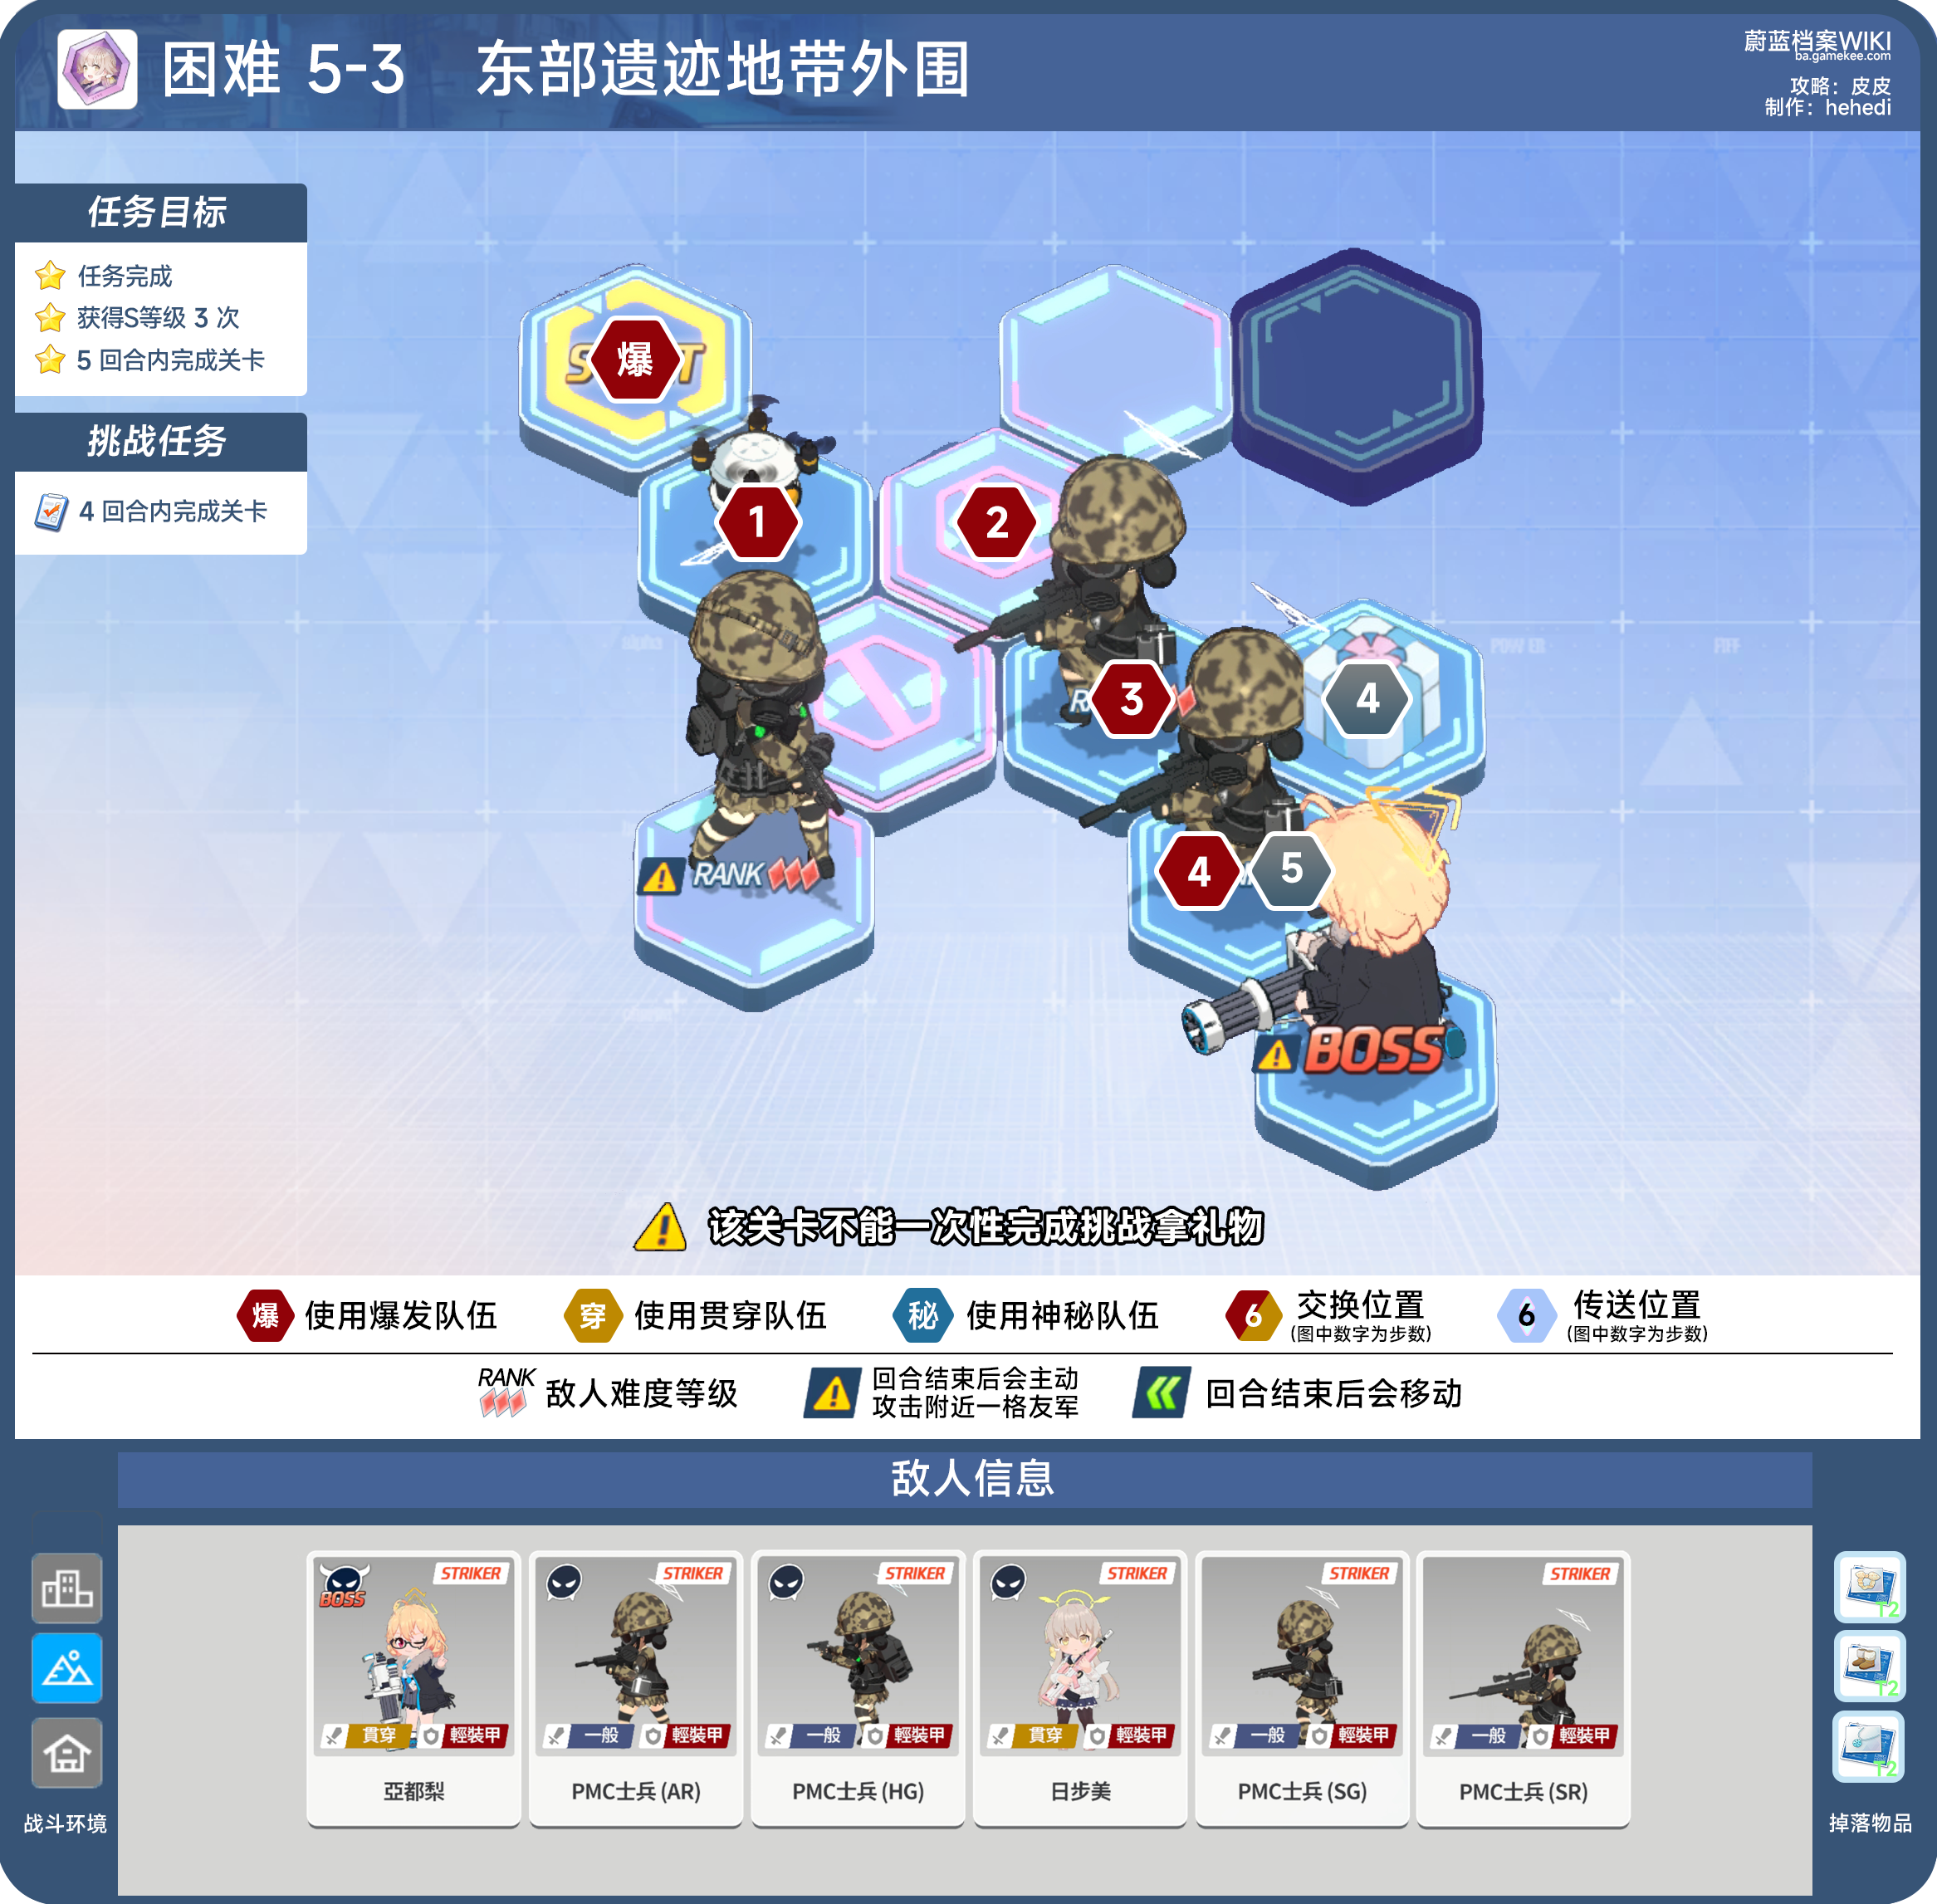 困难 5-3 东部遗迹地带外围
蔚蓝档案WIKI
ba.gamekee.com
攻略：皮皮
制作：hehedi
任务目标
任务完成
获得S等级 3 次
5 回合内完成关卡
挑战任务
4 回合内完成关卡
爆
1
2
3
4
RANK
4
5
BOSS
该关卡不能一次性完成挑战拿礼物
爆 使用爆发队伍
穿 使用贯穿队伍
秘 使用神秘队伍
6 交换位置
(图中数字为步数)
6 传送位置
(图中数字为步数)
RANK 敌人难度等级
回合结束后会主动
攻击附近一格友军
回合结束后会移动
敌人信息
BOSS STRIKER
貫穿 輕裝甲
亞都梨
STRIKER
一般 輕裝甲
PMC士兵 (AR)
STRIKER
一般 輕裝甲
PMC士兵 (HG)
STRIKER
貫穿 輕裝甲
日步美
STRIKER
一般 輕裝甲
PMC士兵 (SG)
STRIKER
一般 輕裝甲
PMC士兵 (SR)
战斗环境
T2
T2
T2
掉落物品